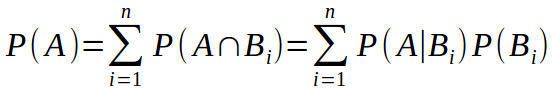 P(A)=∑_{i=1}^{n} P(A∩B_i)=∑_{i=1}^{n} P(A|B_i)P(B_i)